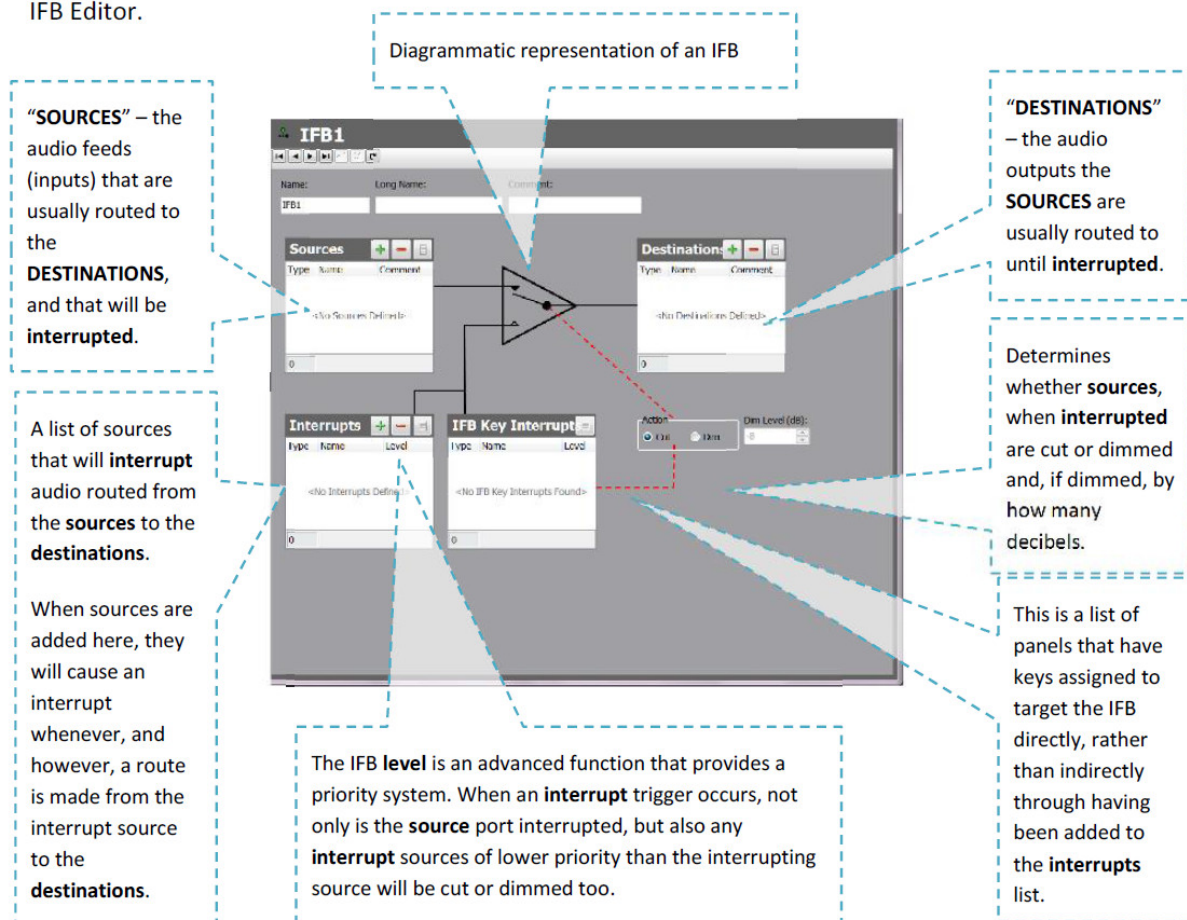 IFB Editor.
Diagrammatic representation of an IFB
“SOURCES” – the
audio feeds
(inputs) that are
usually routed to
the
DESTINATIONS,
and that will be
interrupted.
“DESTINATIONS”
– the audio
outputs the
SOURCES are
usually routed to
until interrupted.
IFB1
Name:
Long Name:
Comment:
IFB1
Sources
Type Name Comment
<No Sources Defined>
0
Destinations
Type Name Comment
<No Destinations Defined>
0
Interrupts
Type Name Level
<No Interrupts Defined>
0
IFB Key Interrupt
Type Name Level
<No IFB Key Interrupts Found>
0
Action
Cut Dim
Dim Level (dB):
-8
A list of sources
that will interrupt
audio routed from
the sources to the
destinations.
When sources are
added here, they
will cause an
interrupt
whenever, and
however, a route
is made from the
interrupt source
to the
destinations.
Determines
whether sources,
when interrupted
are cut or dimmed
and, if dimmed, by
how many
decibels.
This is a list of
panels that have
keys assigned to
target the IFB
directly, rather
than indirectly
through having
been added to
the interrupts
list.
The IFB level is an advanced function that provides a
priority system. When an interrupt trigger occurs, not
only is the source port interrupted, but also any
interrupt sources of lower priority than the interrupting
source will be cut or dimmed too.